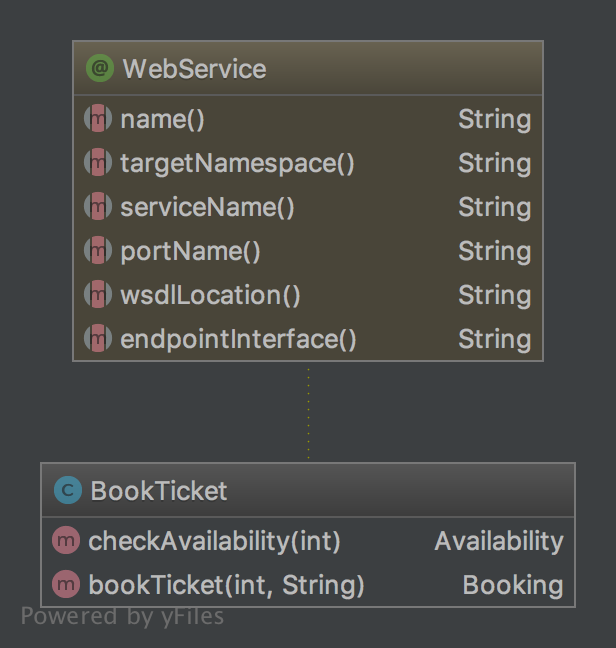 @ WebService
m name() String
m targetNamespace() String
m serviceName() String
m portName() String
m wsdlLocation() String
m endpointInterface() String
C BookTicket
m checkAvailability(int) Availability
m bookTicket(int, String) Booking
Powered by yFiles